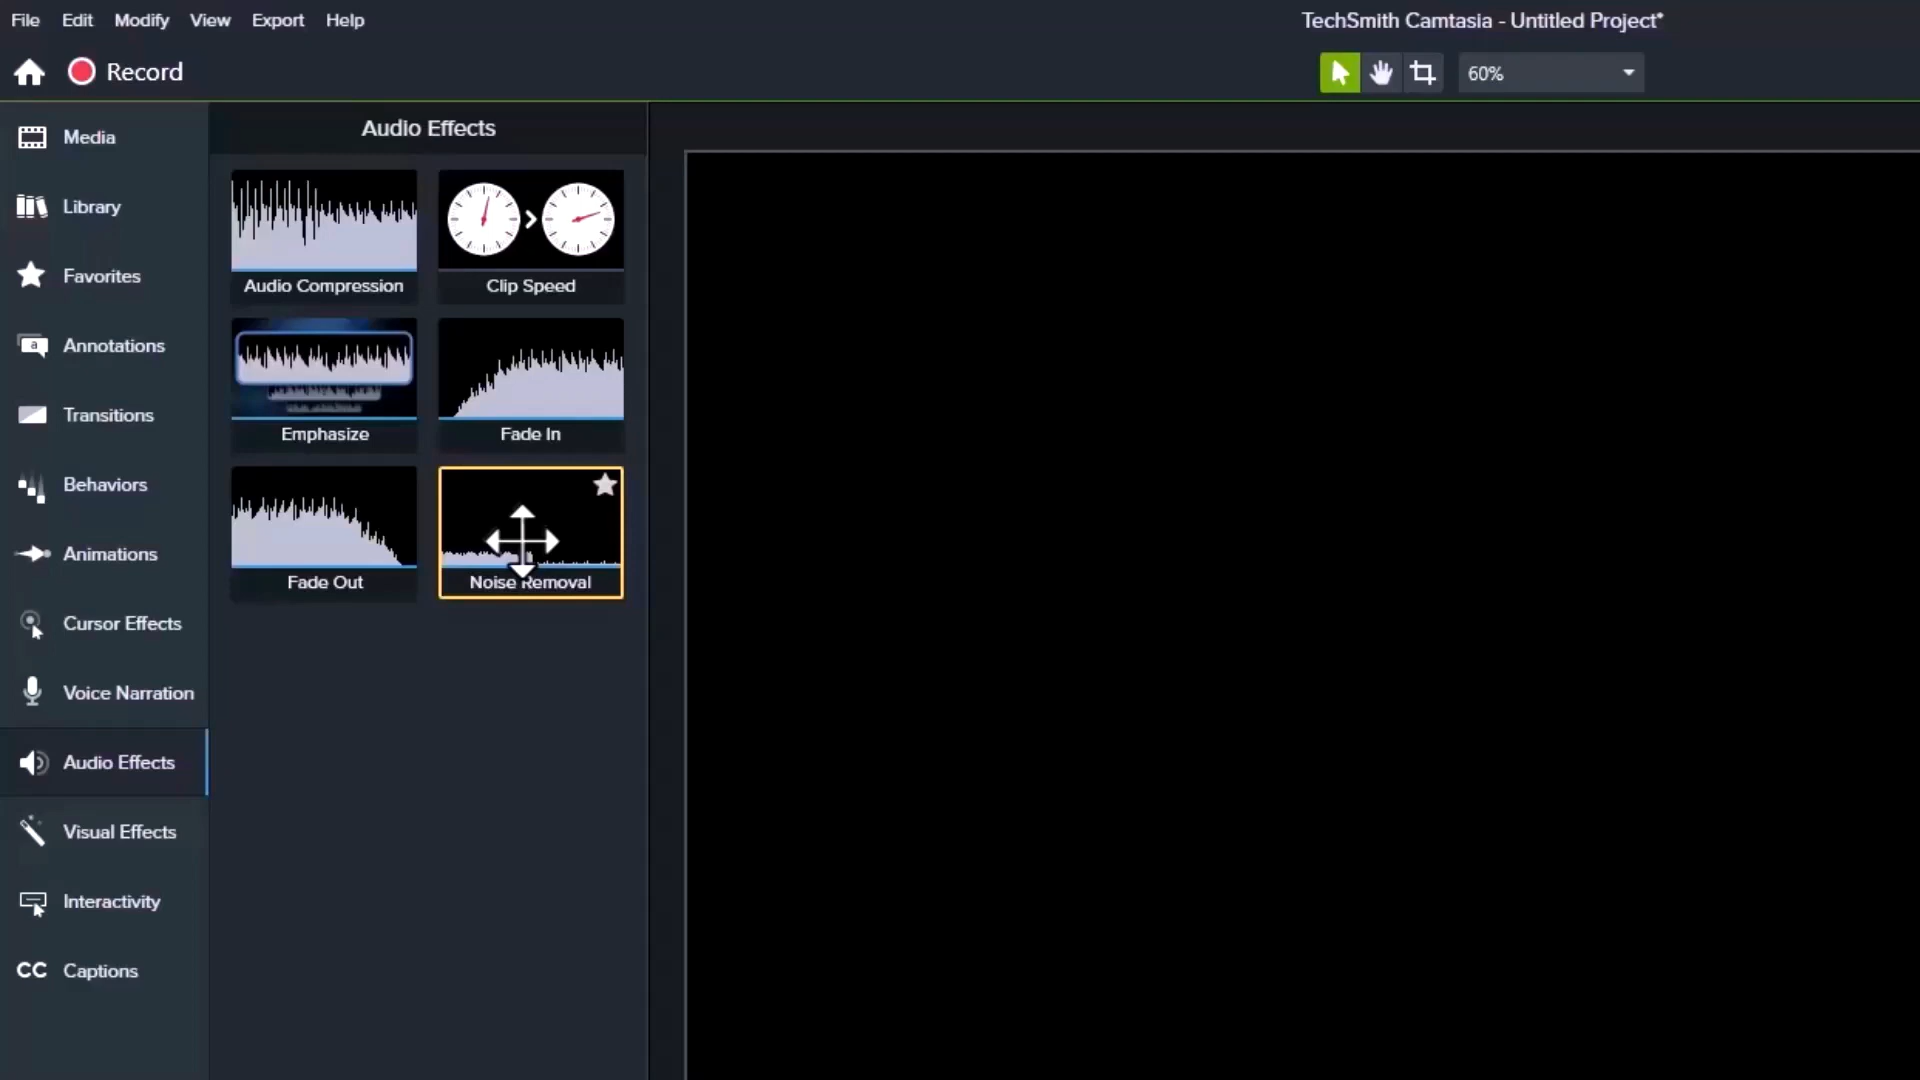 File Edit Modify View Export Help
TechSmith Camtasia - Untitled Project*
Record
60%
Media
Library
Favorites
a
Annotations
Transitions
Behaviors
Animations
Cursor Effects
Voice Narration
Audio Effects
Visual Effects
Interactivity
CC Captions
Audio Effects
Audio Compression
Clip Speed
Emphasize
Fade In
Fade Out
Noise Removal